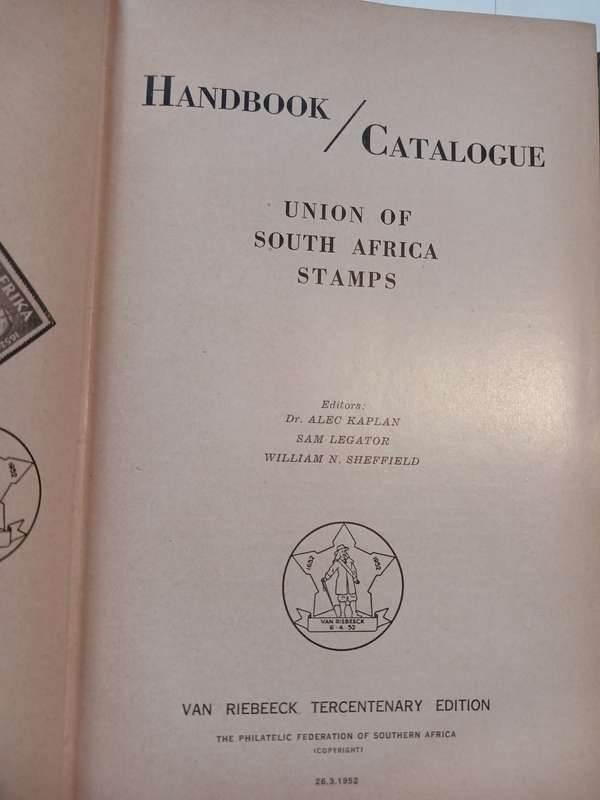 HANDBOOK / CATALOGUE
UNION OF
SOUTH AFRICA
STAMPS
Editors:
Dr. ALEC KAPLAN
SAM LEGATOR
WILLIAM N. SHEFFIELD
1652 1952
VAN RIEBEECK
6·4·52
VAN RIEBEECK TERCENTENARY EDITION
THE PHILATELIC FEDERATION OF SOUTHERN AFRICA
(COPYRIGHT)
26.3.1952
1952